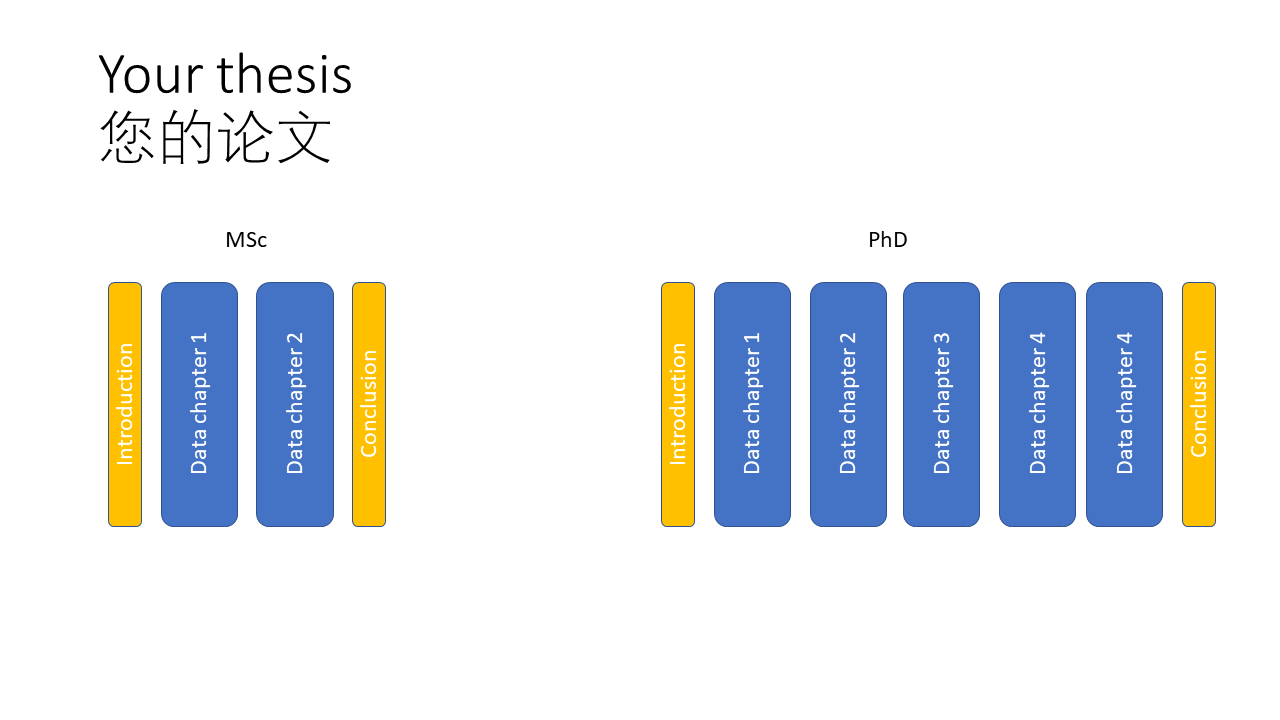 Your thesis
您的论文
MSc
Introduction
Data chapter 1
Data chapter 2
Conclusion
PhD
Introduction
Data chapter 1
Data chapter 2
Data chapter 3
Data chapter 4
Data chapter 4
Conclusion